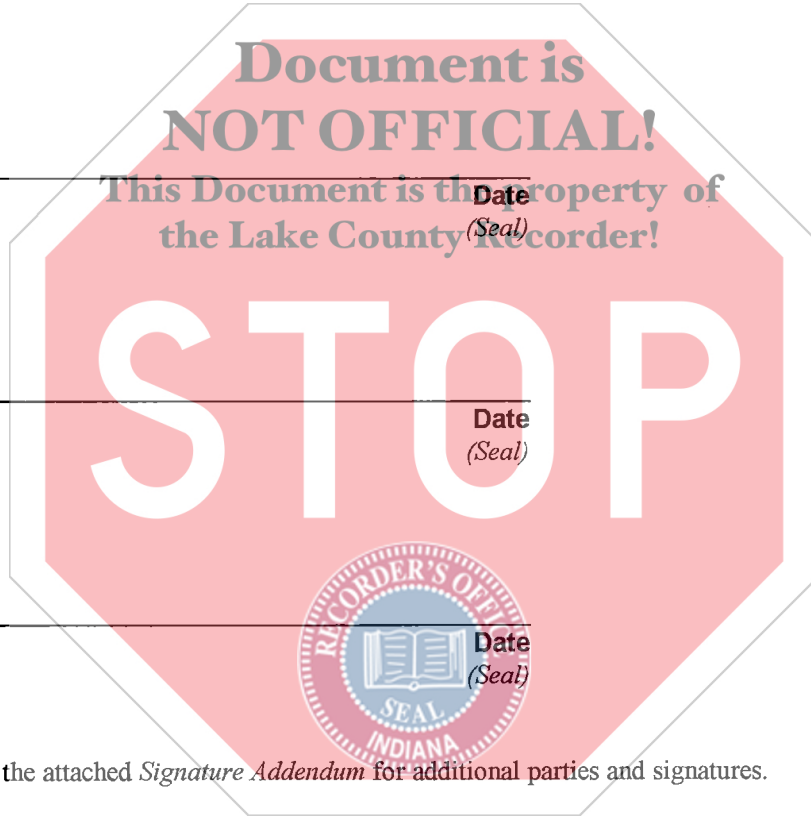 Document is
NOT OFFICIAL!
This Document is the property of
Date
the Lake County Recorder!
(Seal)
STOP
Date
(Seal)
RECORDER'S OFFICE
Date
(Seal)
SEAL
INDIANA
the attached Signature Addendum for additional parties and signatures.